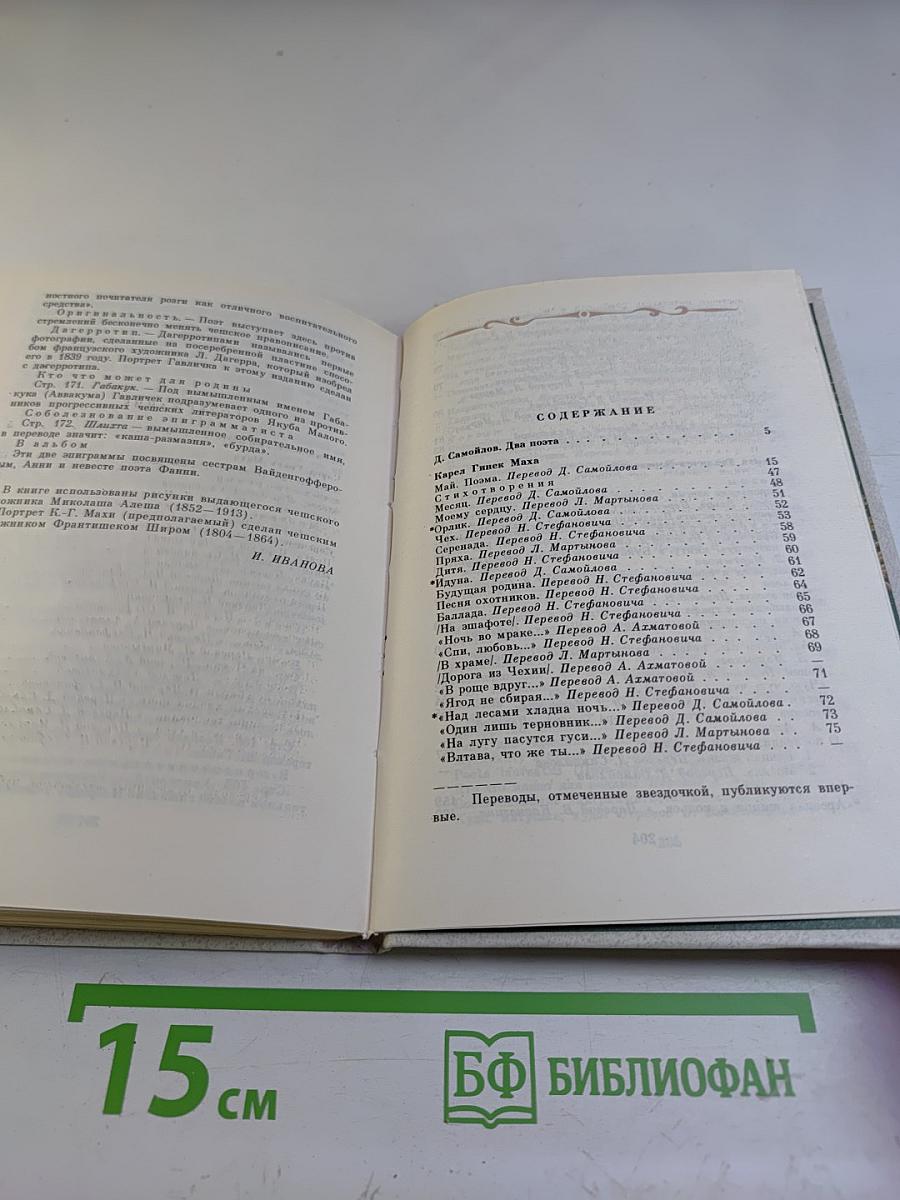 ностного почитателя розги как отличного воспитательного
средства».
Оригинальность. — Поэт выступает здесь против
стремлений бесконечно менять чешское правописание.
Дагерротип. — Дагерротипами назывались первые
фотографии, сделанные на посеребренной пластине спосо-
бом французского художника Л. Дагерра, который изобрел
его в 1839 году. Портрет Гавличка к этому изданию сделан
с дагерротипа.
Кто что может для родины
Стр. 171. Габакук. — Под вымышленным именем Габа-
кука (Аввакума) Гавличек подразумевает одного из против-
ников прогрессивных чешских литераторов Якуба Малого.
Соболезнование эпиграмматиста
Стр. 172. Шлихта — вымышленное собирательное имя,
в переводе значит: «каша-размазня», «бурда».
В альбом
Эти две эпиграммы посвящены сестрам Вайденгофферо-
ым, Анни и невесте поэта Фанни.
В книге использованы рисунки выдающегося чешского
ожника Миколаша Алеша (1852—1913).
Портрет К.-Г. Махи (предполагаемый) сделан чешским
жником Франтишеком Широм (1804—1864).
И. ИВАНОВА
СОДЕРЖАНИЕ
Д. Самойлов. Два поэта . . . . . . . . . . . 5
Карел Гинек Маха
Май. Поэма. Перевод Д. Самойлова . . . . . . . 15
Стихотворения 47
Месяц. Перевод Д. Самойлова . . . . . . . . 48
Моему сердцу. Перевод Л. Мартынова . . . . . 51
*Орлик. Перевод Д. Самойлова . . . . . . . . 52
Чех. Перевод Н. Стефановича . . . . . . . . 53
Серенада. Перевод Н. Стефановича . . . . . . 58
Пряха. Перевод Л. Мартынова . . . . . . . . 59
Дитя. Перевод Н. Стефановича . . . . . . . . 60
*Идуна. Перевод Д. Самойлова . . . . . . . . 61
Будущая родина. Перевод Н. Стефановича . . . . 62
Песня охотников. Перевод Н. Стефановича . . . . 64
Баллада. Перевод Н. Стефановича . . . . . . . 65
/На эшафоте/. Перевод Н. Стефановича . . . . . 66
«Ночь во мраке...» Перевод А. Ахматовой . . . . 67
«Спи, любовь...» Перевод Н. Стефановича . . . . 68
/В храме/. Перевод Л. Мартынова . . . . . . . 69
/Дорога из Чехии/. Перевод А. Ахматовой . . . . —
«В роще вдруг...» Перевод А. Ахматовой . . . . . 71
«Ягод не сбирая...» Перевод Н. Стефановича . . . . —
*«Над лесами хладна ночь...» Перевод Д. Самойлова . 72
«Один лишь терновник...» Перевод Д. Самойлова . . 73
«На лугу пасутся гуси...» Перевод Л. Мартынова . . 75
«Влтава, что же ты...» Перевод Н. Стефановича . . . —
Переводы, отмеченные звездочкой, публикуются впер-
вые.
15 см
БФ БИБЛИОФАН